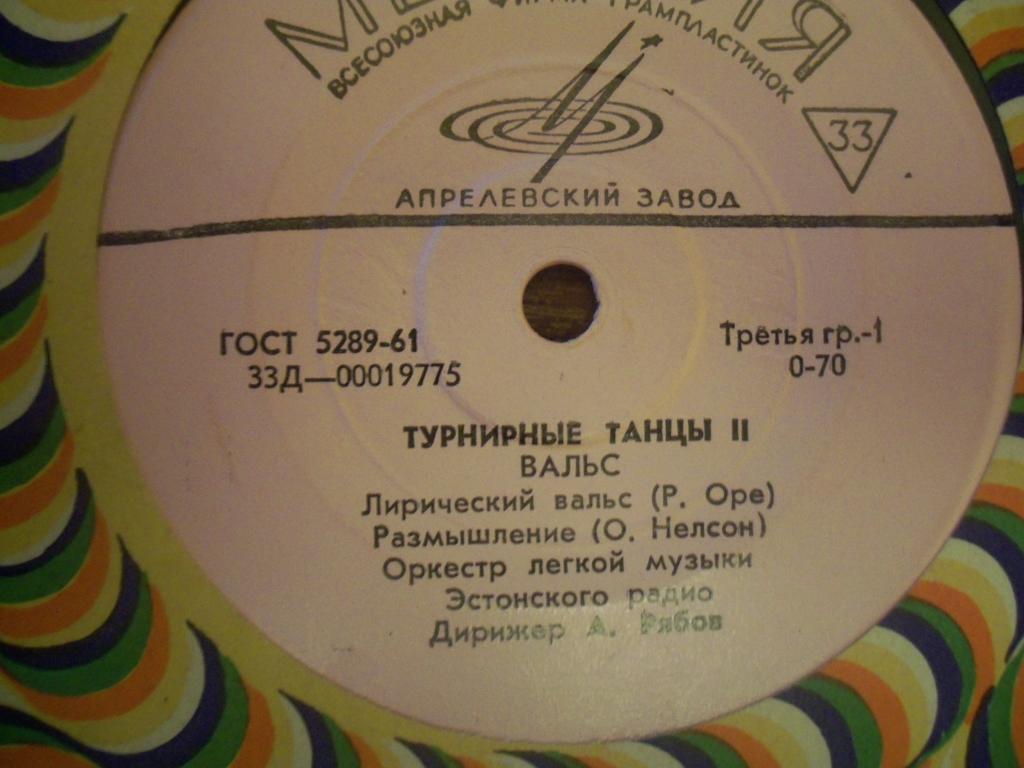 ВСЕСОЮЗНАЯ ФИРМА ГРАМПЛАСТИНОК
33
АПРЕЛЕВСКИЙ ЗАВОД
ГОСТ 5289-61
33Д—00019775
Третья гр.-1
0-70
ТУРНИРНЫЕ ТАНЦЫ II
ВАЛЬС
Лирический вальс (Р. Оре)
Размышление (О. Нелсон)
Оркестр легкой музыки
Эстонского радио
Дирижер А. Рябов